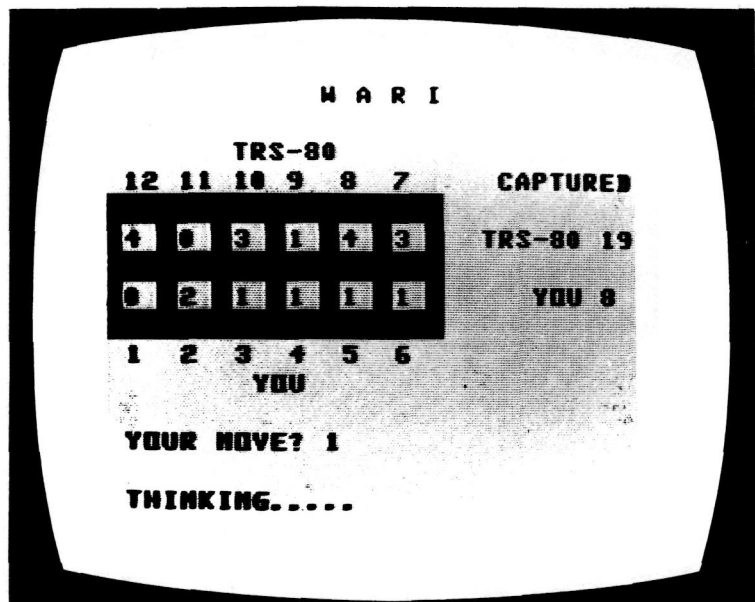 W A R I
TRS-80
12 11 10 9 8 7 CAPTURED
4 0 3 1 4 3 TRS-80 19
0 2 1 1 1 1 YOU 8
1 2 3 4 5 6
YOU
YOUR MOVE? 1
THINKING.....